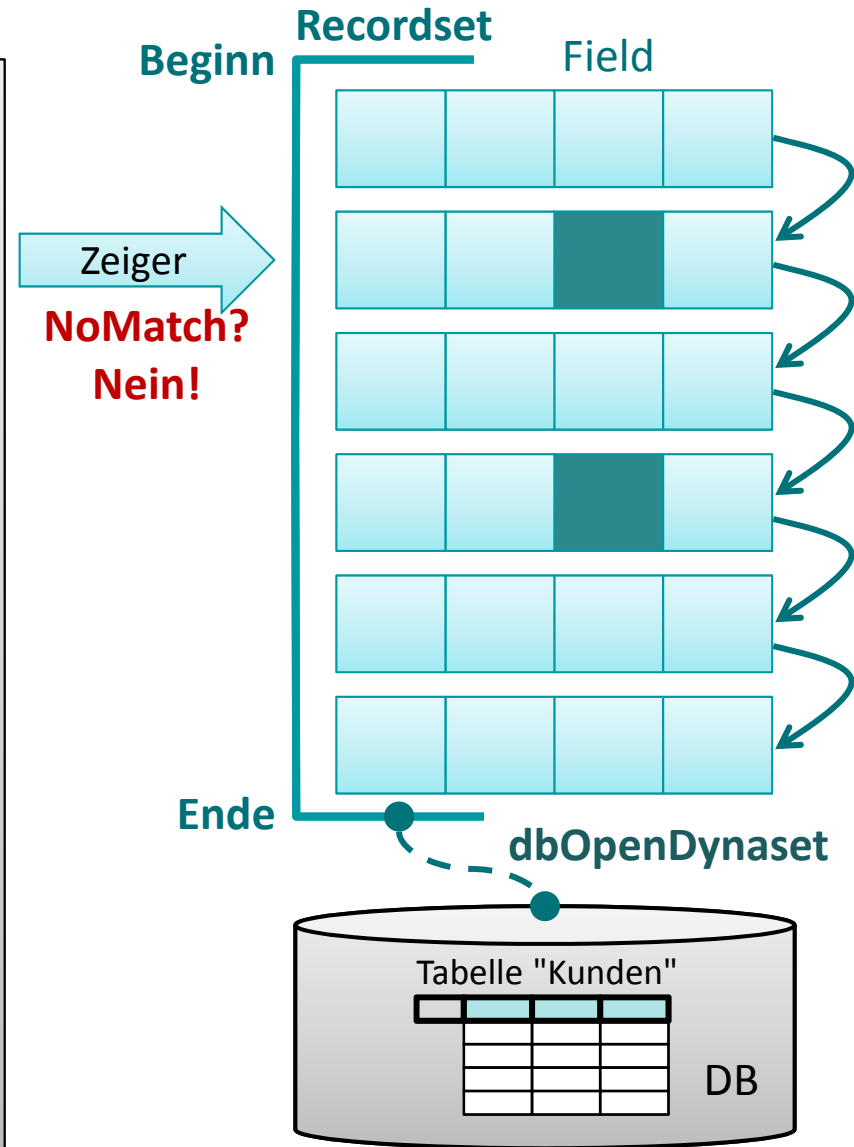 Recordset
Beginn
Field
Zeiger
NoMatch?
Nein!
Ende
dbOpenDynaset
Tabelle "Kunden"
DB